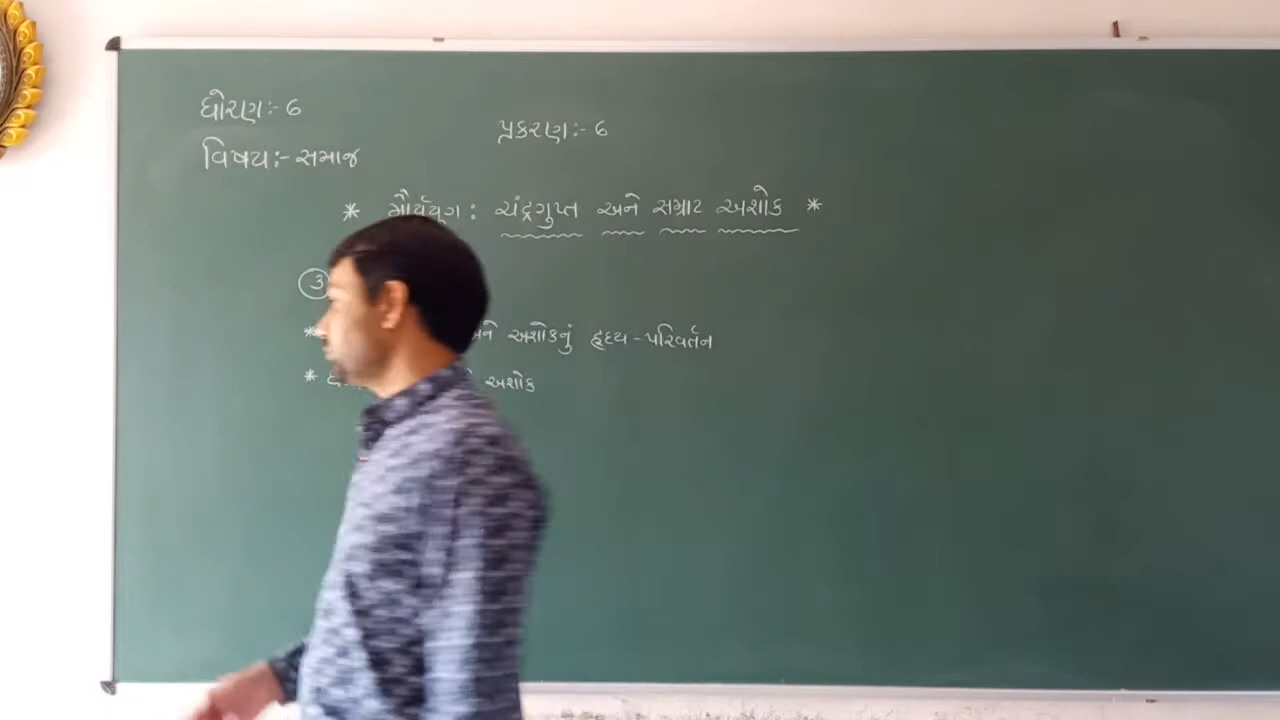 ધોરણ:- ૬
પ્રકરણ:- ૬
વિષય:- સમાજ
* મૌર્યયુગ : ચંદ્રગુપ્ત અને સમ્રાટ અશોક *
૩
* અને અશોકનું હૃદય - પરિવર્તન
* અશોક